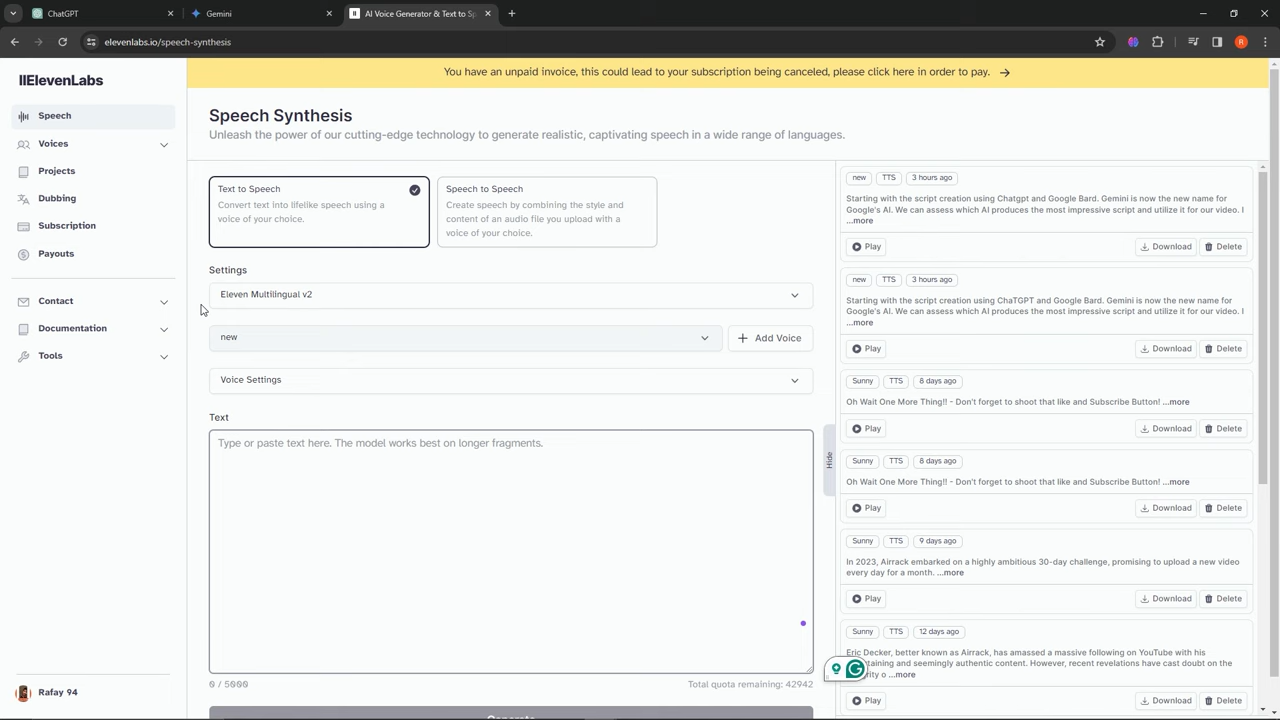 ChatGPT
Gemini
AI Voice Generator & Text to Sp
elevenlabs.io/speech-synthesis
R
IIElevenLabs
Speech
Voices
Projects
Dubbing
Subscription
Payouts
Contact
Documentation
Tools
Rafay 94
You have an unpaid invoice, this could lead to your subscription being canceled, please click here in order to pay.
Speech Synthesis
Unleash the power of our cutting-edge technology to generate realistic, captivating speech in a wide range of languages.
Text to Speech
Convert text into lifelike speech using a
voice of your choice.
Speech to Speech
Create speech by combining the style and
content of an audio file you upload with a
voice of your choice.
Settings
Eleven Multilingual v2
new
Add Voice
Voice Settings
Text
Type or paste text here. The model works best on longer fragments.
0 / 5000
Total quota remaining: 42942
Generate
Hide
new TTS 3 hours ago
Starting with the script creation using Chatgpt and Google Bard. Gemini is now the new name for
Google's AI. We can assess which AI produces the most impressive script and utilize it for our video. I
...more
Play Download Delete
new TTS 3 hours ago
Starting with the script creation using ChaTGPT and Google Bard. Gemini is now the new name for
Google's AI. We can assess which AI produces the most impressive script and utilize it for our video. I
...more
Play Download Delete
Sunny TTS 8 days ago
Oh Wait One More Thing!! - Don't forget to shoot that like and Subscribe Button! ...more
Play Download Delete
Sunny TTS 8 days ago
Oh Wait One More Thing!! - Don't forget to shoot that like and Subscribe Button! ...more
Play Download Delete
Sunny TTS 9 days ago
In 2023, Airrack embarked on a highly ambitious 30-day challenge, promising to upload a new video
every day for a month. ...more
Play Download Delete
Sunny TTS 12 days ago
Eric Decker, better known as Airrack, has amassed a massive following on YouTube with his
taining and seemingly authentic content. However, recent revelations have cast doubt on the
rity o ...more
Play Download Delete